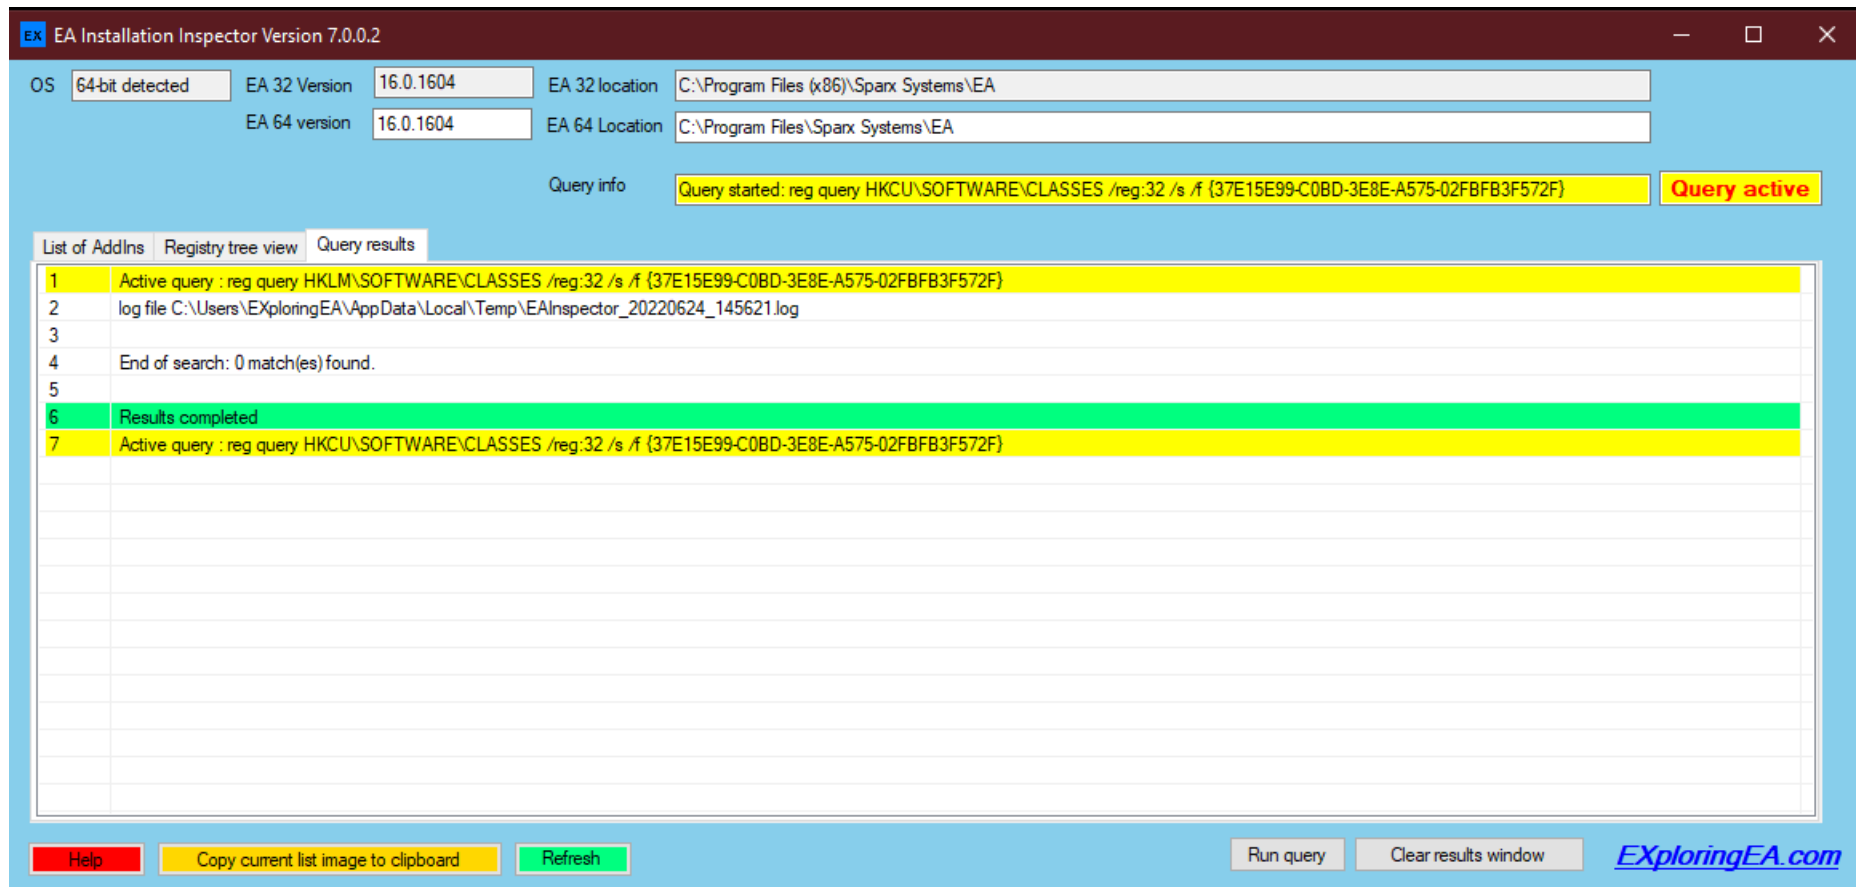 EX EA Installation Inspector Version 7.0.0.2
OS 64-bit detected EA 32 Version 16.0.1604 EA 32 location C:\Program Files (x86)\Sparx Systems\EA
EA 64 version 16.0.1604 EA 64 Location C:\Program Files\Sparx Systems\EA
Query info Query started: reg query HKCU\SOFTWARE\CLASSES /reg:32 /s /f {37E15E99-C0BD-3E8E-A575-02FBFB3F572F} Query active
List of AddIns Registry tree view Query results
1 Active query : reg query HKLM\SOFTWARE\CLASSES /reg:32 /s /f {37E15E99-C0BD-3E8E-A575-02FBFB3F572F}
2 log file C:\Users\EXploringEA\AppData\Local\Temp\EAInspector_20220624_145621.log
3
4 End of search: 0 match(es) found.
5
6 Results completed
7 Active query : reg query HKCU\SOFTWARE\CLASSES /reg:32 /s /f {37E15E99-C0BD-3E8E-A575-02FBFB3F572F}
Help Copy current list image to clipboard Refresh Run query Clear results window EXploringEA.com